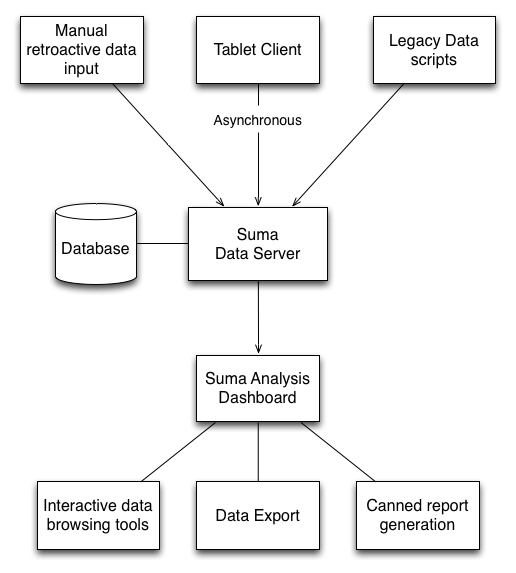 Manual
retroactive data
input
Tablet Client
Legacy Data
scripts
Asynchronous
Database
Suma
Data Server
Suma Analysis
Dashboard
Interactive data
browsing tools
Data Export
Canned report
generation